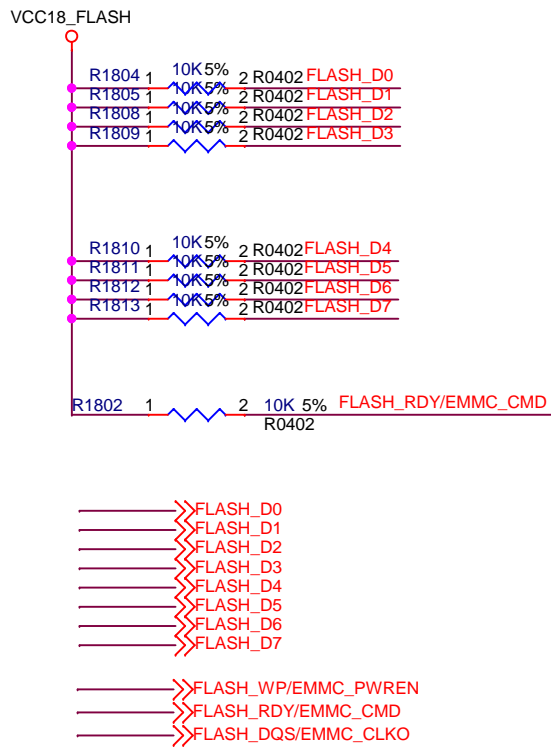 VCC18_FLASH
R1804 1 10K 5% 2 R0402 FLASH_D0
R1805 1 10K 5% 2 R0402 FLASH_D1
R1808 1 10K 5% 2 R0402 FLASH_D2
R1809 1 10K 5% 2 R0402 FLASH_D3
R1810 1 10K 5% 2 R0402 FLASH_D4
R1811 1 10K 5% 2 R0402 FLASH_D5
R1812 1 10K 5% 2 R0402 FLASH_D6
R1813 1 10K 5% 2 R0402 FLASH_D7
R1802 1 2 10K 5% FLASH_RDY/EMMC_CMD
R0402
FLASH_D0
FLASH_D1
FLASH_D2
FLASH_D3
FLASH_D4
FLASH_D5
FLASH_D6
FLASH_D7
FLASH_WP/EMMC_PWREN
FLASH_RDY/EMMC_CMD
FLASH_DQS/EMMC_CLKO